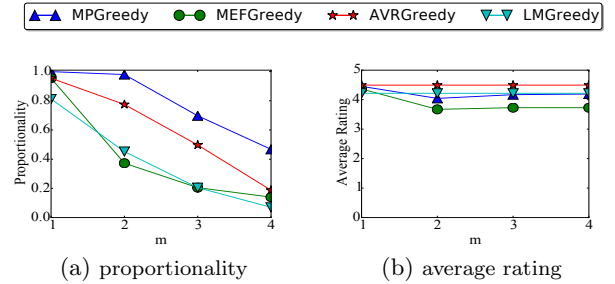 MPGreedy MEFGreedy AVRGreedy LMGreedy
Proportionality
1.0
0.8
0.6
0.4
0.2
0.0
1 2 3 4
m
(a) proportionality
Average Rating
5
4
3
2
1
0
1 2 3 4
m
(b) average rating